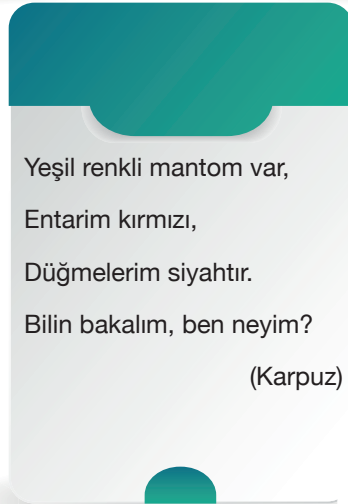 Yeşil renkli mantom var,
Entarim kırmızı,
Düğmelerim siyahtır.
Bilin bakalım, ben neyim?
(Karpuz)